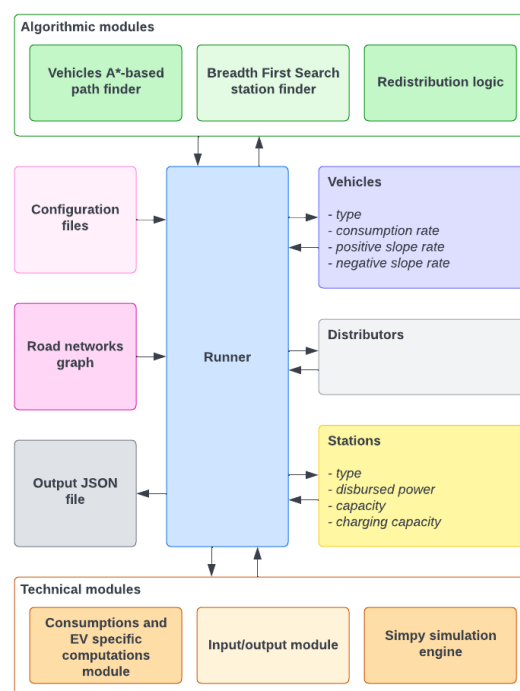 Algorithmic modules
Vehicles A*-based
path finder
Breadth First Search
station finder
Redistribution logic
Configuration
files
Vehicles
- type
- consumption rate
- positive slope rate
- negative slope rate
Road networks
graph
Runner
Distributors
Output JSON
file
Stations
- type
- disbursed power
- capacity
- charging capacity
Technical modules
Consumptions and
EV specific
computations
module
Input/output module
Simpy simulation
engine